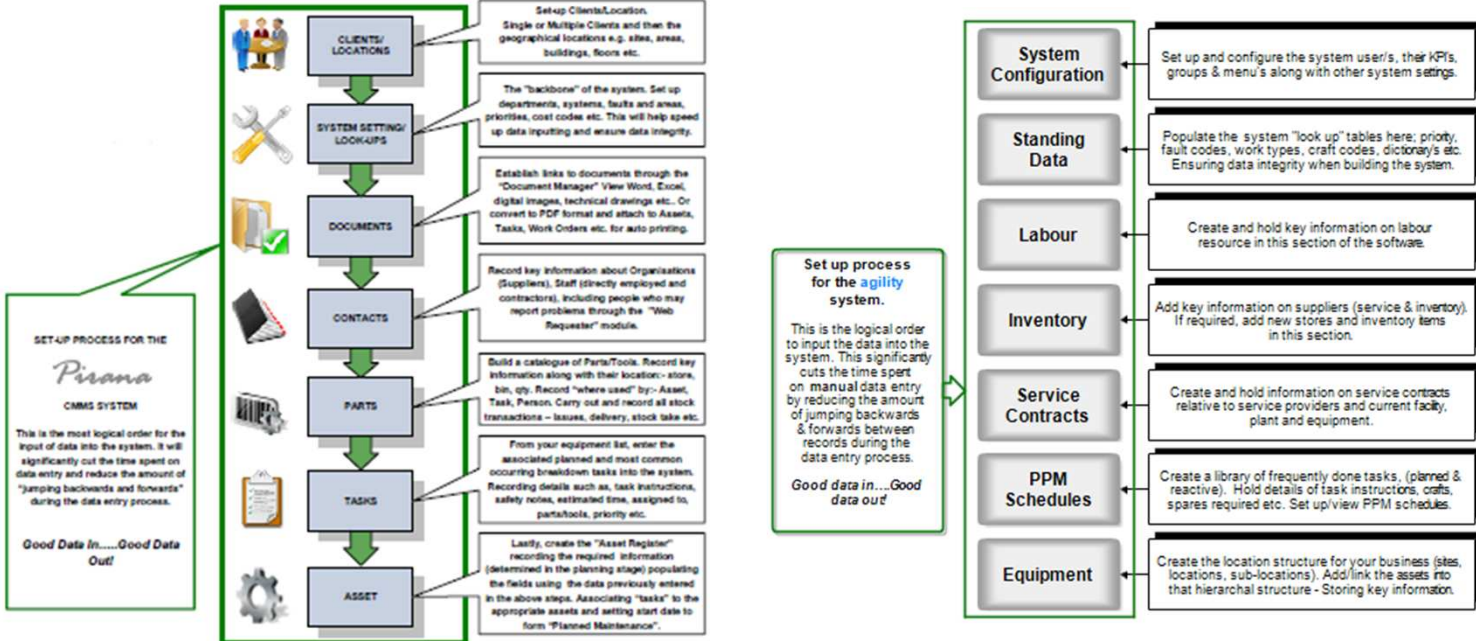 CLIENTS/
LOCATIONS
Set-up Clients/Location.
Single or Multiple Clients and then the
geographical locations e.g. sites, areas,
buildings, floors etc.
SYSTEM SETTING/
LOOK-UPS
The "backbone" of the system. Set up
departments, systems, faults and areas,
priorities, cost codes etc. This will help speed
up data inputting and ensure data integrity.
DOCUMENTS
Establish links to documents through the
"Document Manager" View Word, Excel,
digital images, technical drawings etc.. Or
convert to PDF format and attach to Assets,
Tasks, Work Orders etc. for auto printing.
CONTACTS
Record key information about Organisations
(Suppliers), Staff (directly employed and
contractors), including people who may
report problems through the "Web
Requester" module.
PARTS
Build a catalogue of Parts/Tools. Record key
information along with their location:- store,
bin, qty. Record "where used" by:- Asset,
Task, Person. Carry out and record all stock
transactions – Issues, delivery, stock take etc.
TASKS
From your equipment list, enter the
associated planned and most common
occurring breakdown tasks into the system.
Recording details such as, task instructions,
safety notes, estimated time, assigned to,
parts/tools, priority etc.
ASSET
Lastly, create the "Asset Register"
recording the required information
(determined in the planning stage) populating
the fields using the data previously entered
in the above steps. Associating "tasks" to the
appropriate assets and setting start date to
form "Planned Maintenance".
SET-UP PROCESS FOR THE
Pirana
CMMS SYSTEM
This is the most logical order for the
input of data into the system. It will
significantly cut the time spent on
data entry and reduce the amount of
"jumping backwards and forwards"
during the data entry process.
Good Data In.....Good Data
Out!
Set up process
for the agility
system.
This is the logical order
to input the data into the
system. This significantly
cuts the time spent
on manual data entry
by reducing the amount
of jumping backwards
& forwards between
records during the
data entry process.
Good data in....Good
data out!
System
Configuration
Set up and configure the system user/s, their KPI's,
groups & menu's along with other system settings.
Standing
Data
Populate the system "look up" tables here; priority,
fault codes, work types, craft codes, dictionary's etc.
Ensuring data integrity when building the system.
Labour
Create and hold key information on labour
resource in this section of the software.
Inventory
Add key information on suppliers (service & inventory).
If required, add new stores and inventory items
in this section.
Service
Contracts
Create and hold information on service contracts
relative to service providers and current facility,
plant and equipment.
PPM
Schedules
Create a library of frequently done tasks, (planned &
reactive). Hold details of task instructions, crafts,
spares required etc. Set up/view PPM schedules.
Equipment
Create the location structure for your business (sites,
locations, sub-locations). Add/link the assets into
that hierarchal structure - Storing key information.